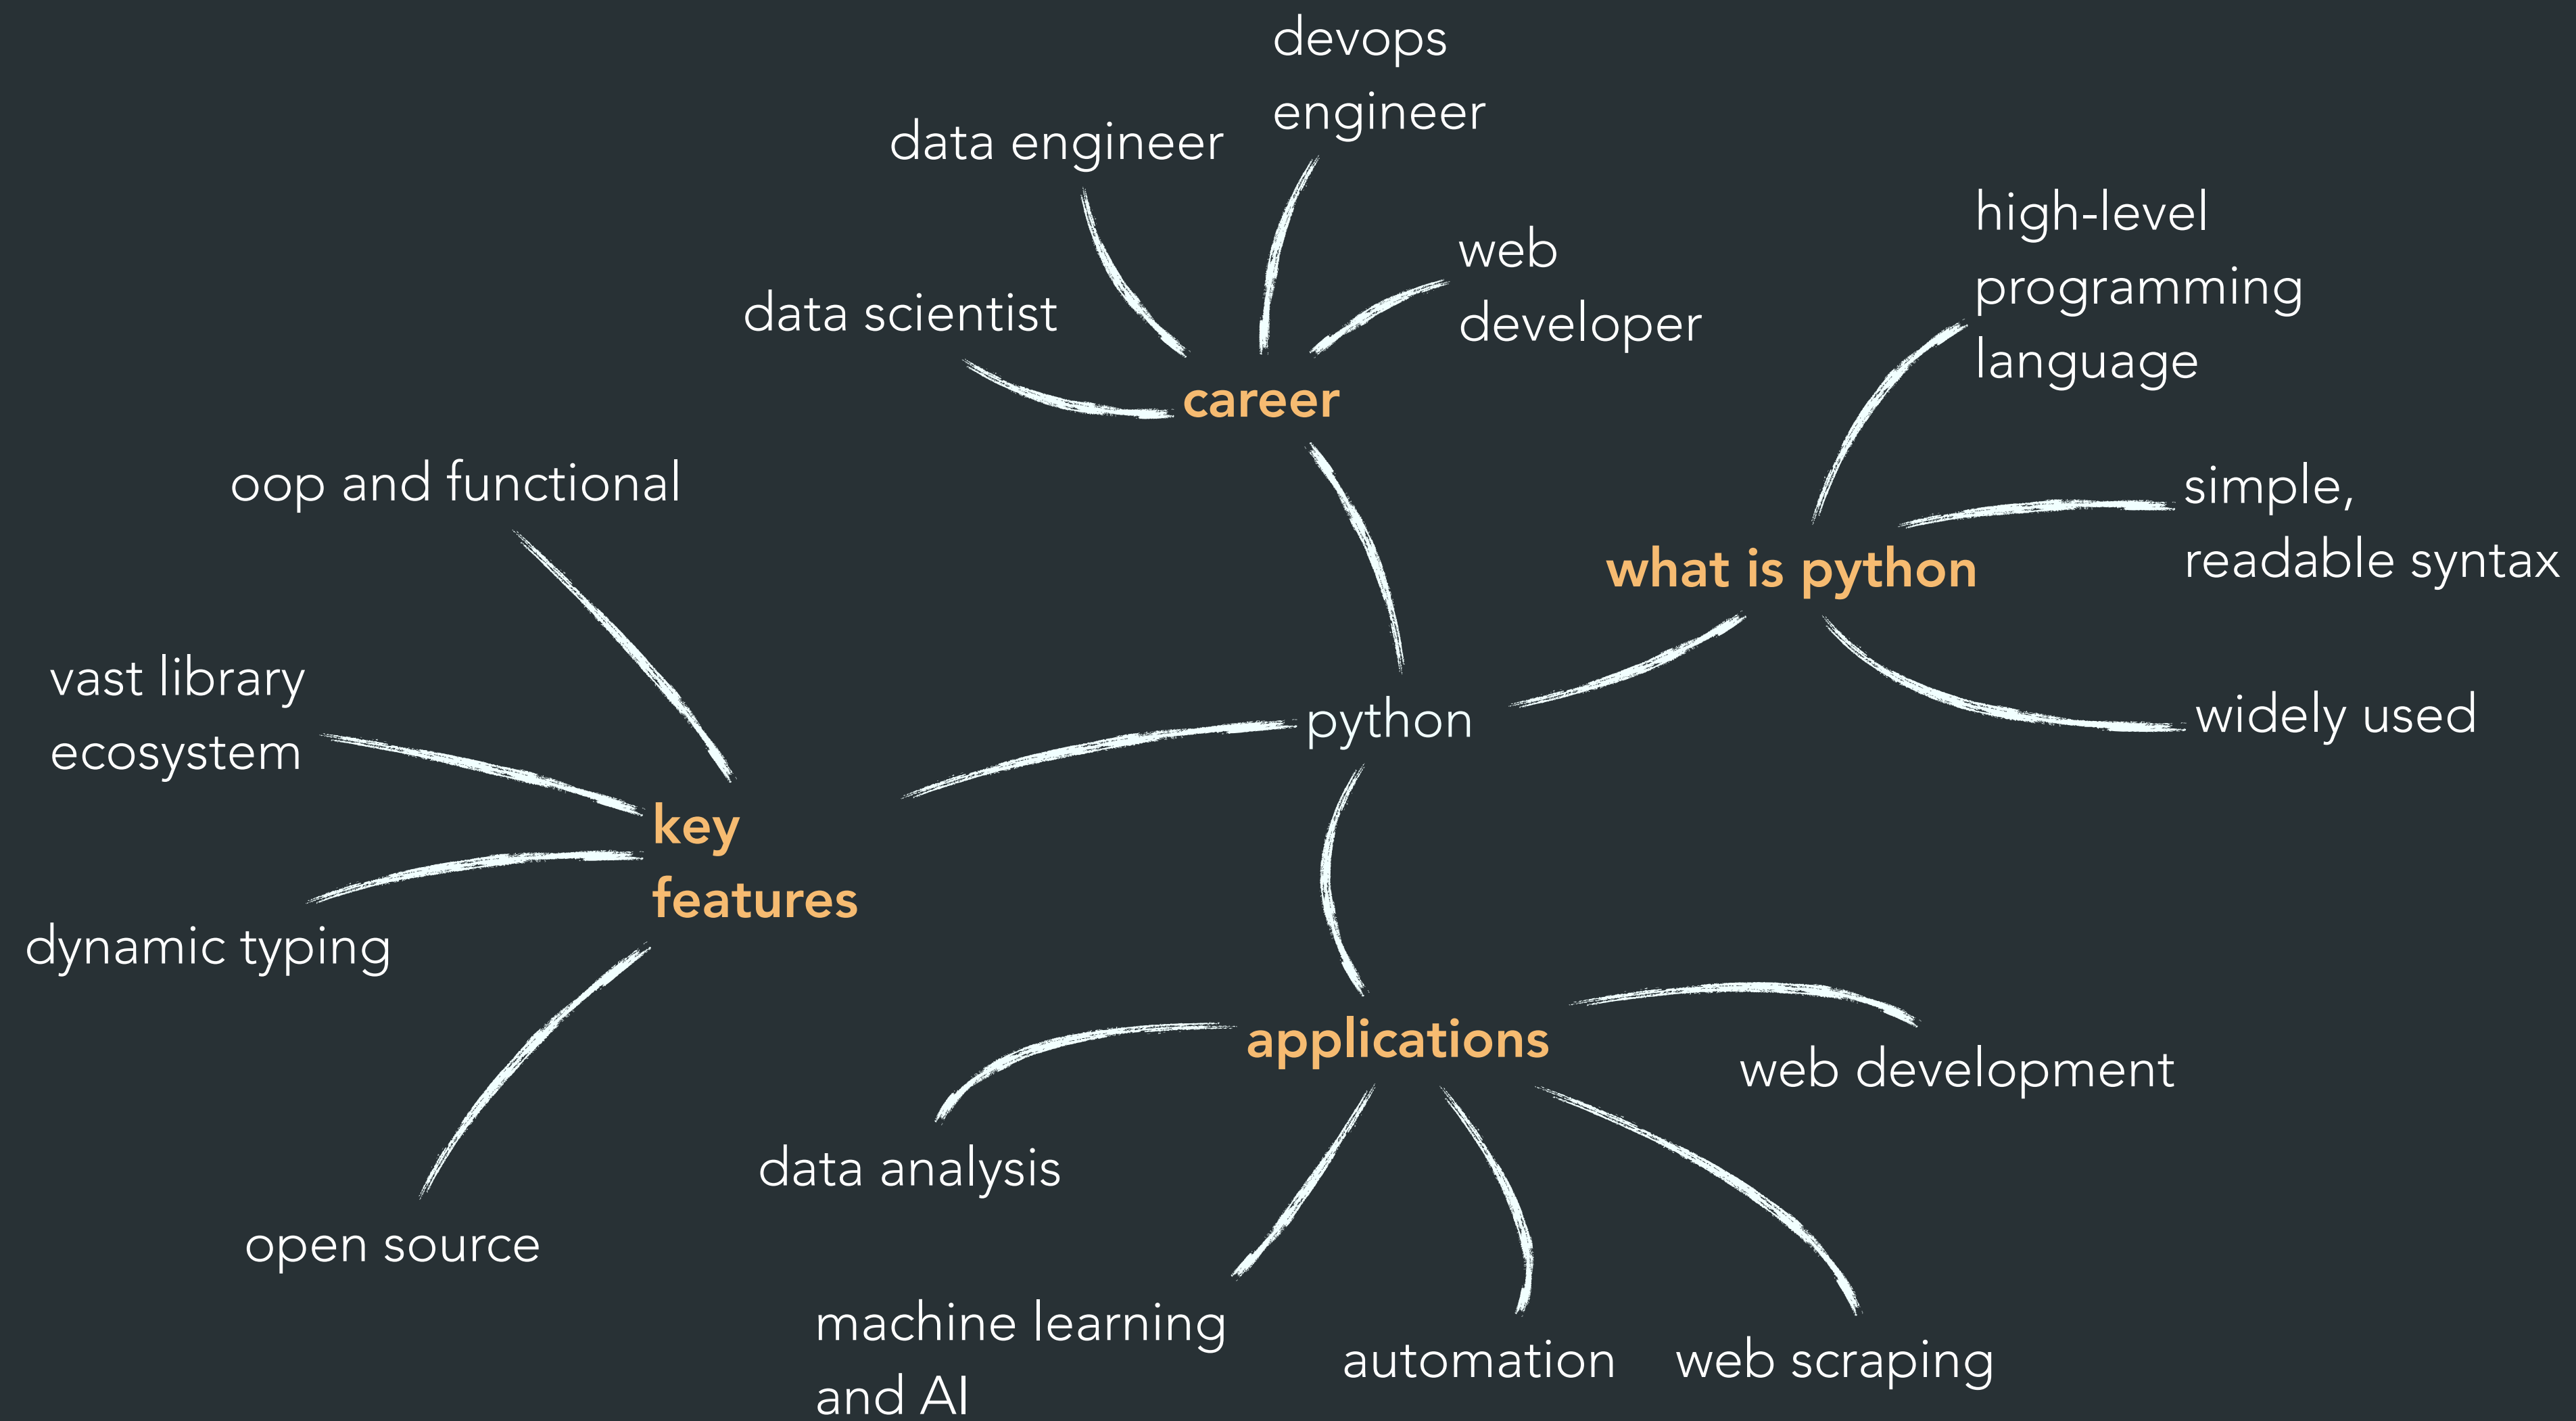 devops
engineer
data engineer
web
developer
data scientist
career
high-level
programming
language
simple,
readable syntax
what is python
widely used
oop and functional
vast library
ecosystem
key
features
dynamic typing
open source
python
applications
web development
data analysis
machine learning
and AI
automation
web scraping